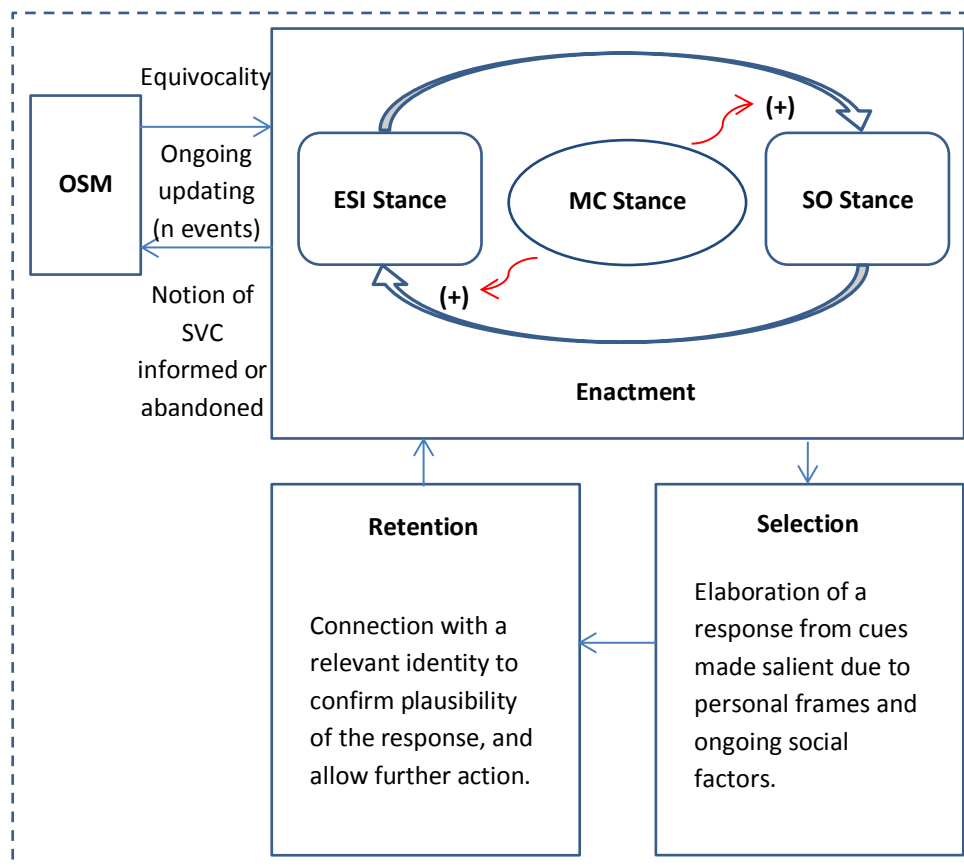 Equivocality
OSM
Ongoing
updating
(n events)
Notion of
SVC
informed or
abandoned
ESI Stance
MC Stance
SO Stance
(+)
(+)
Enactment
Retention
Connection with a
relevant identity to
confirm plausibility
of the response, and
allow further action.
Selection
Elaboration of a
response from cues
made salient due to
personal frames and
ongoing social
factors.